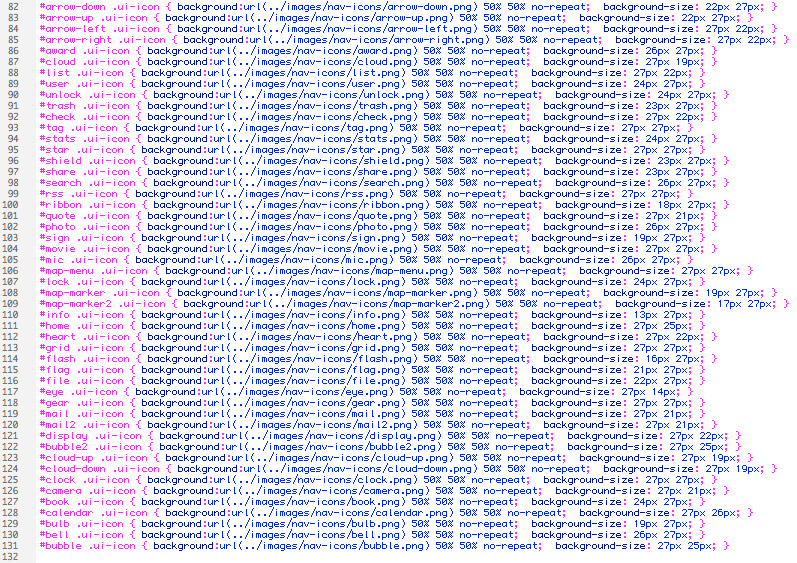 82 #arrow-down .ui-icon { background:url(../images/nav-icons/arrow-down.png) 50% 50% no-repeat;  background-size: 22px 27px; }
83 #arrow-up .ui-icon { background:url(../images/nav-icons/arrow-up.png) 50% 50% no-repeat;  background-size: 22px 27px; }
84 #arrow-left .ui-icon { background:url(../images/nav-icons/arrow-left.png) 50% 50% no-repeat;  background-size: 27px 22px; }
85 #arrow-right .ui-icon { background:url(../images/nav-icons/arrow-right.png) 50% 50% no-repeat;  background-size: 27px 22px; }
86 #award .ui-icon { background:url(../images/nav-icons/award.png) 50% 50% no-repeat;  background-size: 26px 27px; }
87 #cloud .ui-icon { background:url(../images/nav-icons/cloud.png) 50% 50% no-repeat;  background-size: 27px 19px; }
88 #list .ui-icon { background:url(../images/nav-icons/list.png) 50% 50% no-repeat;  background-size: 27px 22px; }
89 #user .ui-icon { background:url(../images/nav-icons/user.png) 50% 50% no-repeat;  background-size: 24px 27px; }
90 #unlock .ui-icon { background:url(../images/nav-icons/unlock.png) 50% 50% no-repeat;  background-size: 24px 27px; }
91 #trash .ui-icon { background:url(../images/nav-icons/trash.png) 50% 50% no-repeat;  background-size: 23px 27px; }
92 #check .ui-icon { background:url(../images/nav-icons/check.png) 50% 50% no-repeat;  background-size: 27px 22px; }
93 #tag .ui-icon { background:url(../images/nav-icons/tag.png) 50% 50% no-repeat;  background-size: 27px 27px; }
94 #stats .ui-icon { background:url(../images/nav-icons/stats.png) 50% 50% no-repeat;  background-size: 24px 27px; }
95 #star .ui-icon { background:url(../images/nav-icons/star.png) 50% 50% no-repeat;  background-size: 27px 27px; }
96 #shield .ui-icon { background:url(../images/nav-icons/shield.png) 50% 50% no-repeat;  background-size: 23px 27px; }
97 #share .ui-icon { background:url(../images/nav-icons/share.png) 50% 50% no-repeat;  background-size: 23px 27px; }
98 #search .ui-icon { background:url(../images/nav-icons/search.png) 50% 50% no-repeat;  background-size: 26px 27px; }
99 #rss .ui-icon { background:url(../images/nav-icons/rss.png) 50% 50% no-repeat;  background-size: 27px 27px; }
100 #ribbon .ui-icon { background:url(../images/nav-icons/ribbon.png) 50% 50% no-repeat;  background-size: 18px 27px; }
101 #quote .ui-icon { background:url(../images/nav-icons/quote.png) 50% 50% no-repeat;  background-size: 27px 21px; }
102 #photo .ui-icon { background:url(../images/nav-icons/photo.png) 50% 50% no-repeat;  background-size: 26px 27px; }
103 #sign .ui-icon { background:url(../images/nav-icons/sign.png) 50% 50% no-repeat;  background-size: 19px 27px; }
104 #movie .ui-icon { background:url(../images/nav-icons/movie.png) 50% 50% no-repeat;  background-size: 27px 27px; }
105 #mic .ui-icon { background:url(../images/nav-icons/mic.png) 50% 50% no-repeat;  background-size: 26px 27px; }
106 #map-menu .ui-icon { background:url(../images/nav-icons/map-menu.png) 50% 50% no-repeat;  background-size: 27px 27px; }
107 #lock .ui-icon { background:url(../images/nav-icons/lock.png) 50% 50% no-repeat;  background-size: 24px 27px; }
108 #map-marker .ui-icon { background:url(../images/nav-icons/map-marker.png) 50% 50% no-repeat;  background-size: 19px 27px; }
109 #map-marker2 .ui-icon { background:url(../images/nav-icons/map-marker2.png) 50% 50% no-repeat;  background-size: 17px 27px; }
110 #info .ui-icon { background:url(../images/nav-icons/info.png) 50% 50% no-repeat;  background-size: 13px 27px; }
111 #home .ui-icon { background:url(../images/nav-icons/home.png) 50% 50% no-repeat;  background-size: 27px 25px; }
112 #heart .ui-icon { background:url(../images/nav-icons/heart.png) 50% 50% no-repeat;  background-size: 27px 22px; }
113 #grid .ui-icon { background:url(../images/nav-icons/grid.png) 50% 50% no-repeat;  background-size: 27px 27px; }
114 #flash .ui-icon { background:url(../images/nav-icons/flash.png) 50% 50% no-repeat;  background-size: 16px 27px; }
115 #flag .ui-icon { background:url(../images/nav-icons/flag.png) 50% 50% no-repeat;  background-size: 21px 27px; }
116 #file .ui-icon { background:url(../images/nav-icons/file.png) 50% 50% no-repeat;  background-size: 22px 27px; }
117 #eye .ui-icon { background:url(../images/nav-icons/eye.png) 50% 50% no-repeat;  background-size: 27px 14px; }
118 #gear .ui-icon { background:url(../images/nav-icons/gear.png) 50% 50% no-repeat;  background-size: 27px 27px; }
119 #mail .ui-icon { background:url(../images/nav-icons/mail.png) 50% 50% no-repeat;  background-size: 27px 21px; }
120 #mail2 .ui-icon { background:url(../images/nav-icons/mail2.png) 50% 50% no-repeat;  background-size: 27px 21px; }
121 #display .ui-icon { background:url(../images/nav-icons/display.png) 50% 50% no-repeat;  background-size: 27px 22px; }
122 #bubble2 .ui-icon { background:url(../images/nav-icons/bubble2.png) 50% 50% no-repeat;  background-size: 27px 25px; }
123 #cloud-up .ui-icon { background:url(../images/nav-icons/cloud-up.png) 50% 50% no-repeat;  background-size: 27px 19px; }
124 #cloud-down .ui-icon { background:url(../images/nav-icons/cloud-down.png) 50% 50% no-repeat;  background-size: 27px 19px; }
125 #clock .ui-icon { background:url(../images/nav-icons/clock.png) 50% 50% no-repeat;  background-size: 27px 27px; }
126 #camera .ui-icon { background:url(../images/nav-icons/camera.png) 50% 50% no-repeat;  background-size: 27px 21px; }
127 #book .ui-icon { background:url(../images/nav-icons/book.png) 50% 50% no-repeat;  background-size: 24px 27px; }
128 #calendar .ui-icon { background:url(../images/nav-icons/calendar.png) 50% 50% no-repeat;  background-size: 27px 26px; }
129 #bulb .ui-icon { background:url(../images/nav-icons/bulb.png) 50% 50% no-repeat;  background-size: 19px 27px; }
130 #bell .ui-icon { background:url(../images/nav-icons/bell.png) 50% 50% no-repeat;  background-size: 26px 27px; }
131 #bubble .ui-icon { background:url(../images/nav-icons/bubble.png) 50% 50% no-repeat;  background-size: 27px 25px; }
132